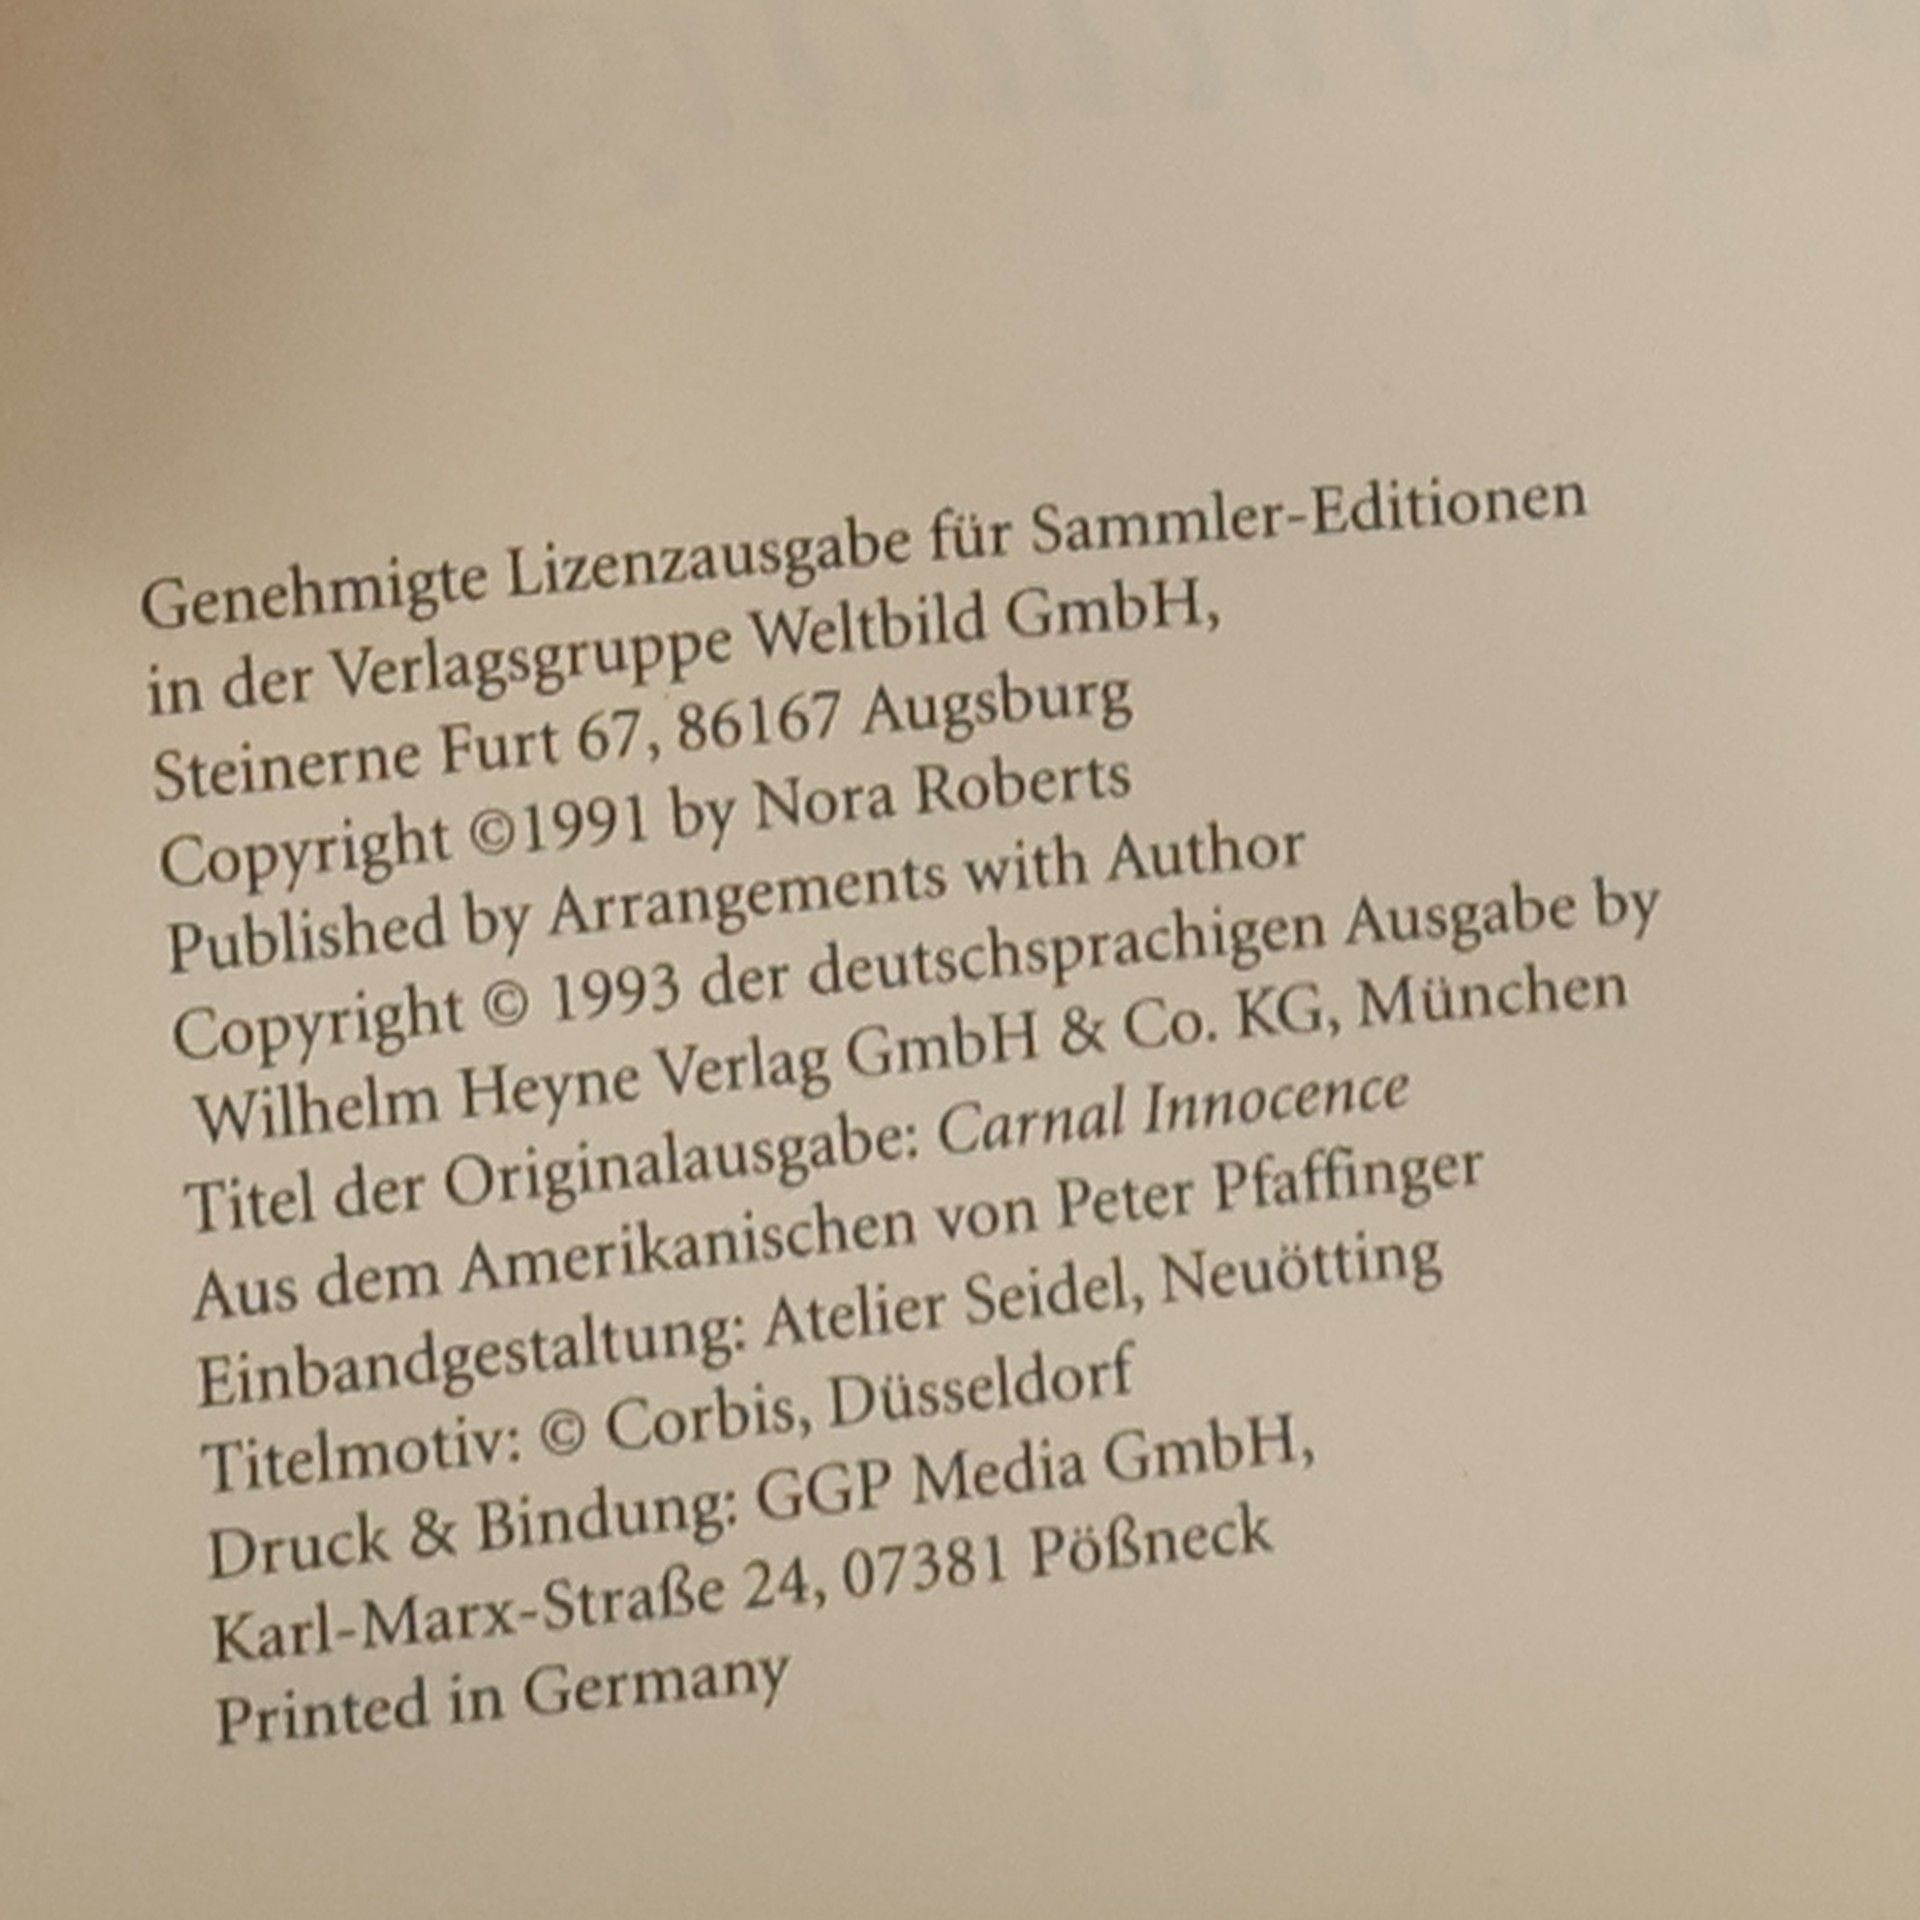 Genehmigte Lizenzausgabe für Sammler-Editionen
in der Verlagsgruppe Weltbild GmbH,
Steinerne Furt 67, 86167 Augsburg
Copyright ©1991 by Nora Roberts
Published by Arrangements with Author
Copyright © 1993 der deutschsprachigen Ausgabe by
Wilhelm Heyne Verlag GmbH & Co. KG, München
Titel der Originalausgabe: Carnal Innocence
Aus dem Amerikanischen von Peter Pfaffinger
Einbandgestaltung: Atelier Seidel, Neuötting
Titelmotiv: © Corbis, Düsseldorf
Druck & Bindung: GGP Media GmbH,
Karl-Marx-Straße 24, 07381 Pößneck
Printed in Germany